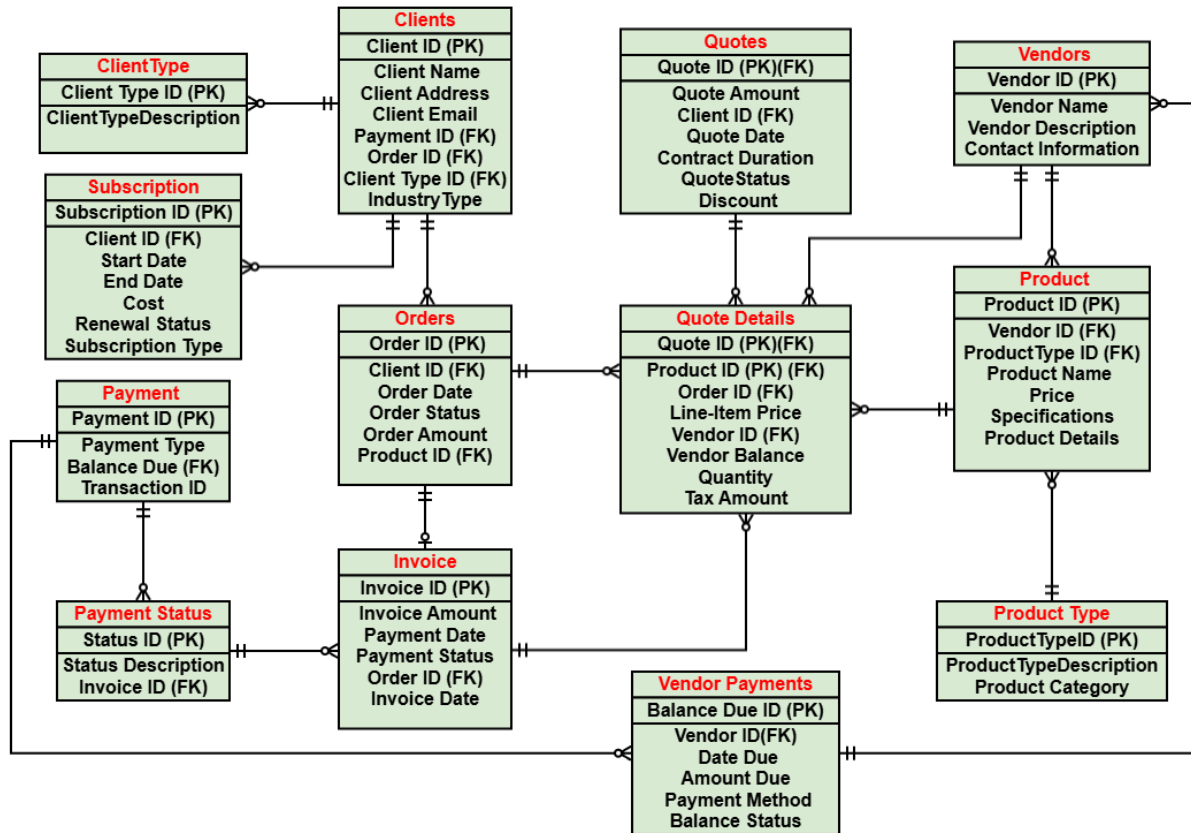 Clients
Client ID (PK)
Client Name
Client Address
Client Email
Payment ID (FK)
Order ID (FK)
Client Type ID (FK)
IndustryType
ClientType
Client Type ID (PK)
ClientTypeDescription
Quotes
Quote ID (PK)(FK)
Quote Amount
Client ID (FK)
Quote Date
Contract Duration
QuoteStatus
Discount
Vendors
Vendor ID (PK)
Vendor Name
Vendor Description
Contact Information
Subscription
Subscription ID (PK)
Client ID (FK)
Start Date
End Date
Cost
Renewal Status
Subscription Type
Orders
Order ID (PK)
Client ID (FK)
Order Date
Order Status
Order Amount
Product ID (FK)
Quote Details
Quote ID (PK)(FK)
Product ID (PK) (FK)
Order ID (FK)
Line-Item Price
Vendor ID (FK)
Vendor Balance
Quantity
Tax Amount
Product
Product ID (PK)
Vendor ID (FK)
ProductType ID (FK)
Product Name
Price
Specifications
Product Details
Payment
Payment ID (PK)
Payment Type
Balance Due (FK)
Transaction ID
Invoice
Invoice ID (PK)
Invoice Amount
Payment Date
Payment Status
Order ID (FK)
Invoice Date
Payment Status
Status ID (PK)
Status Description
Invoice ID (FK)
Product Type
ProductTypeID (PK)
ProductTypeDescription
Product Category
Vendor Payments
Balance Due ID (PK)
Vendor ID(FK)
Date Due
Amount Due
Payment Method
Balance Status